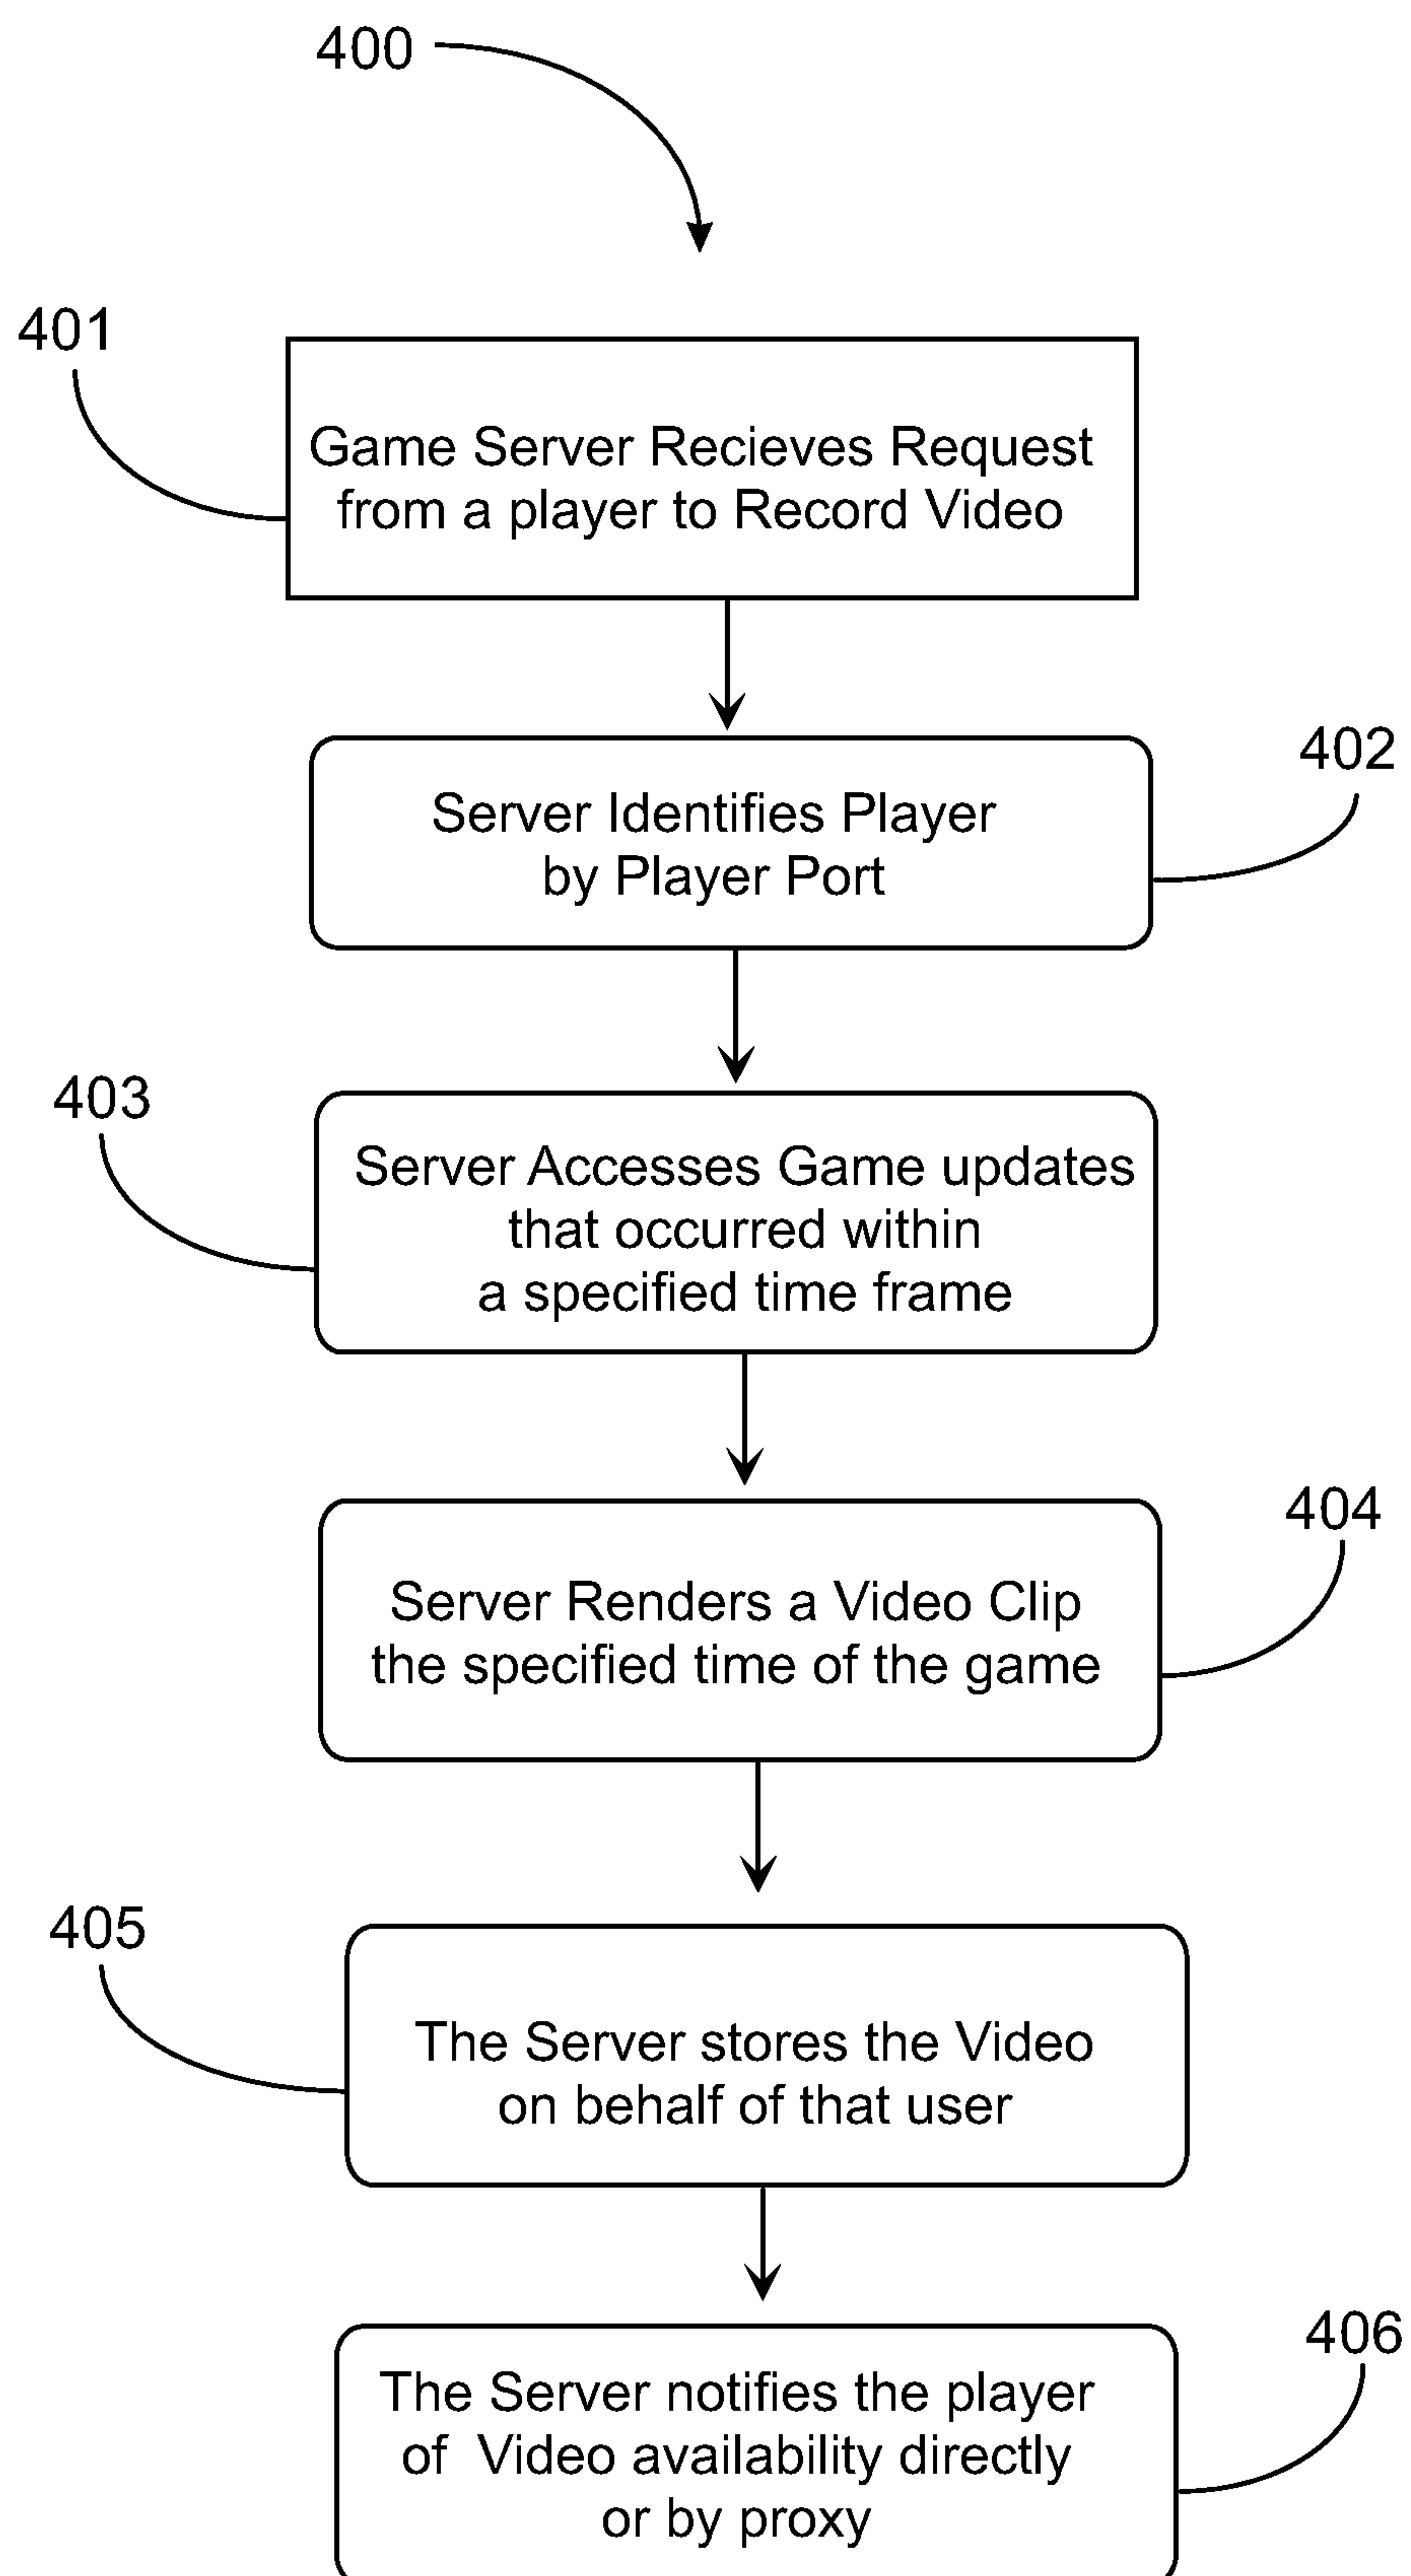 400
401
Game Server Recieves Request
from a player to Record Video
402
Server Identifies Player
by Player Port
403
Server Accesses Game updates
that occurred within
a specified time frame
404
Server Renders a Video Clip
the specified time of the game
405
The Server stores the Video
on behalf of that user
406
The Server notifies the player
of Video availability directly
or by proxy